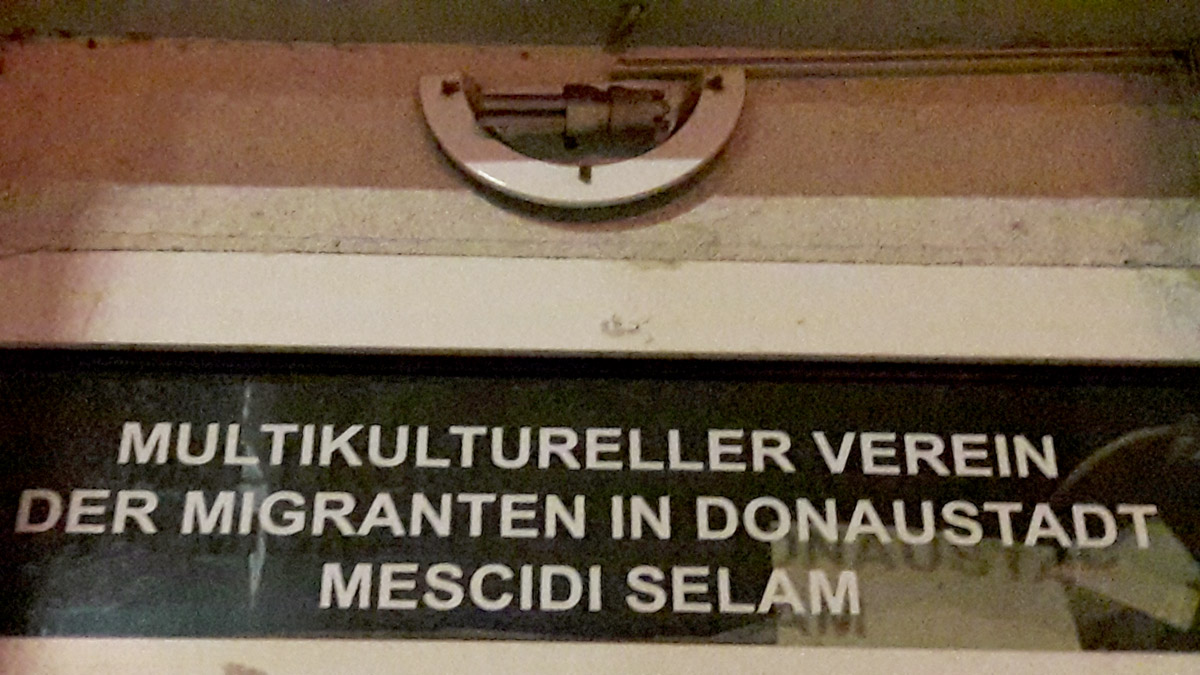 MULTIKULTURELLER VEREIN
DER MIGRANTEN IN DONAUSTADT
MESCIDI SELAM